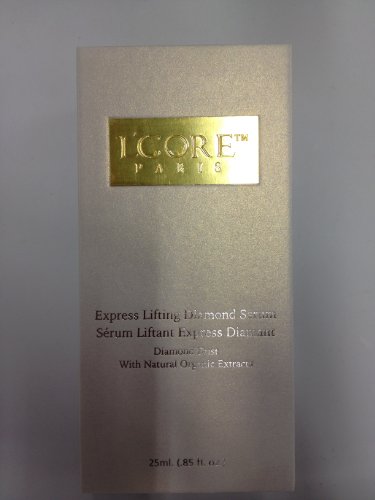 I'CORE™
PARIS
Express Lifting Diamond Serum
Sérum Liftant Express Diamant
Diamond Dust
With Natural Organic Extracts
25ml. (.85 fl. oz.)